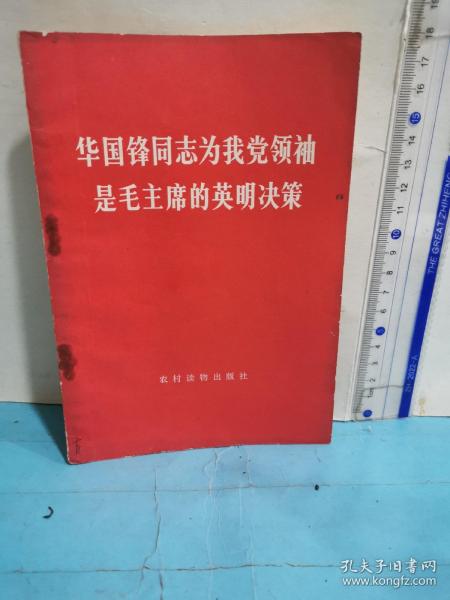 华国锋同志为我党领袖
是毛主席的英明决策
农村读物出版社
THE GREAT ZHIHENG
2022-A
孔夫子旧书网
www.kongfz.com